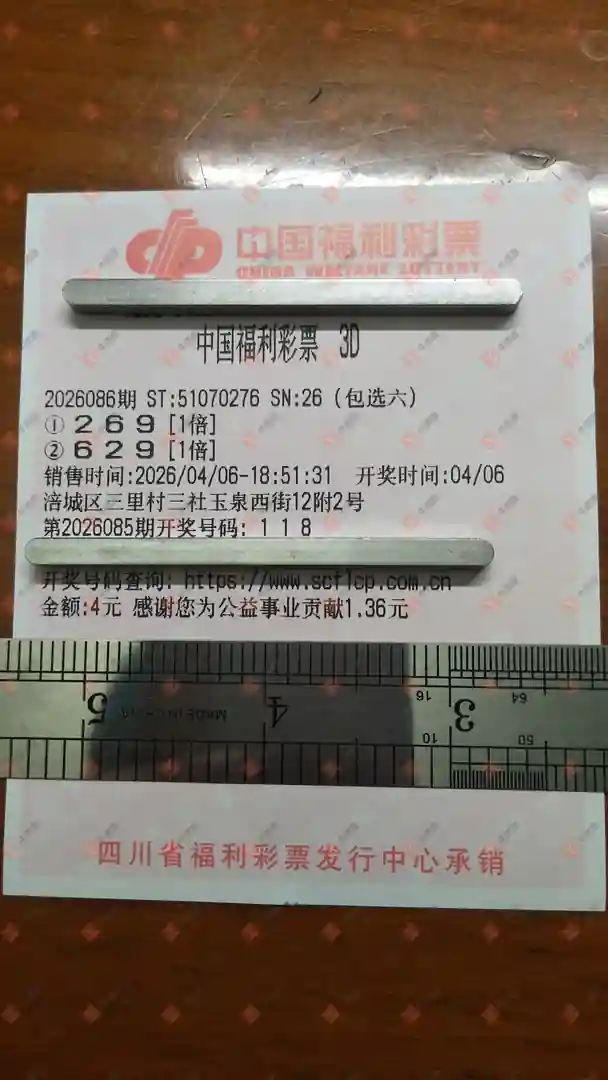 中国福利彩票
CHINA WELFARE LOTTERY
中国福利彩票 3D
2026086期 ST:51070276 SN:26 (包选六)
① 2 6 9 [1倍]
② 6 2 9 [1倍]
销售时间:2026/04/06-18:51:31 开奖时间:04/06
涪城区三里村三社玉泉西街12附2号
第2026085期开奖号码: 1 1 8
开奖号码查询: https://www.scflcp.com.cn
金额:4元 感谢您为公益事业贡献1.36元
5 4 3
16 64
10 50
四川省福利彩票发行中心承销